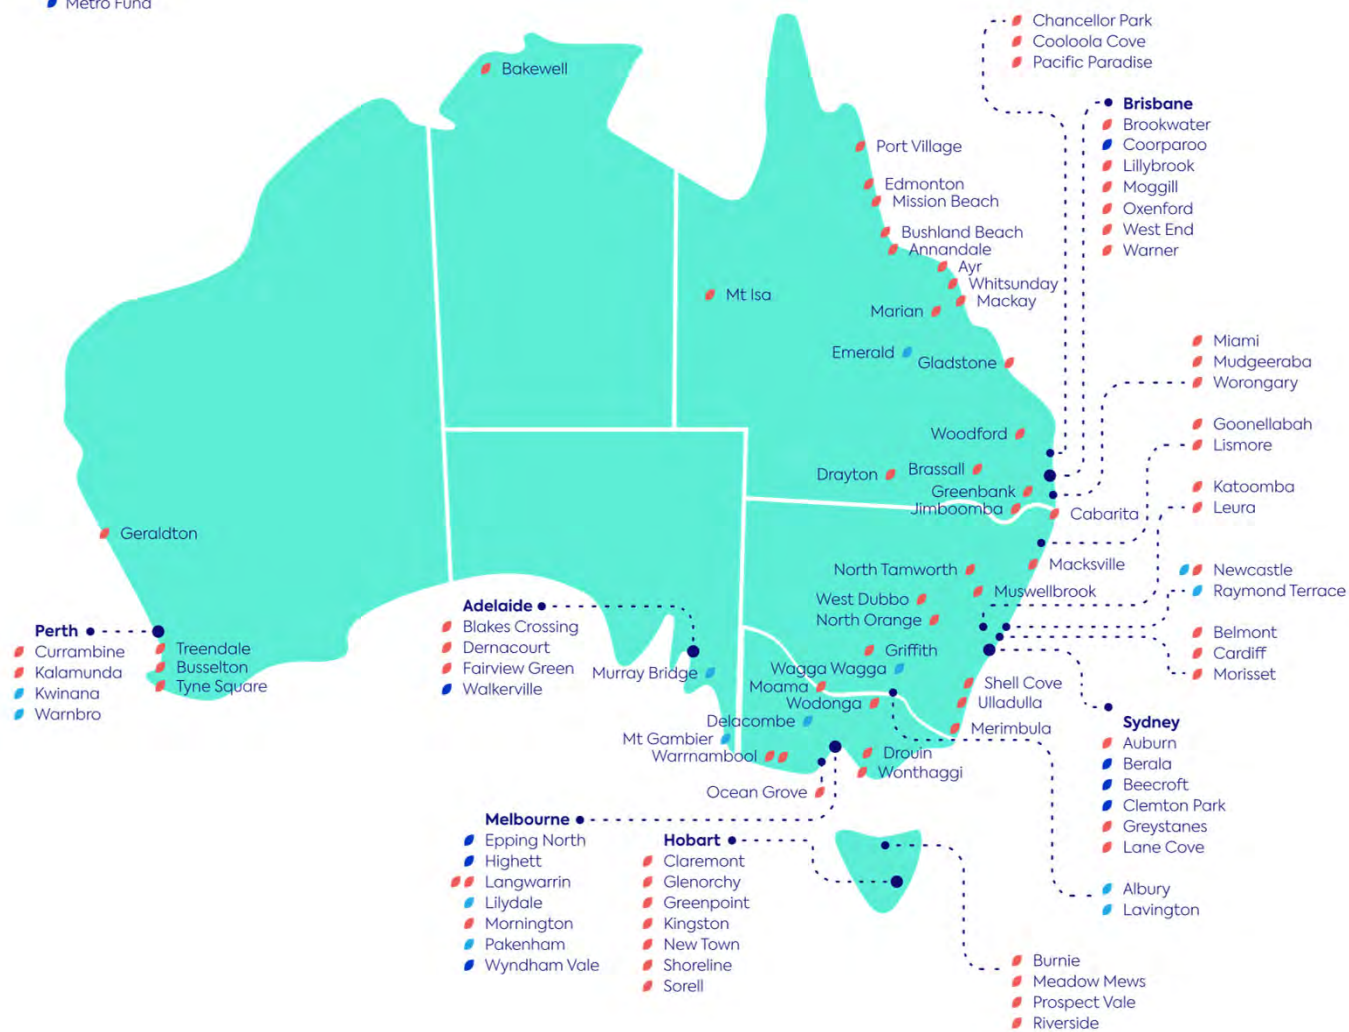 Metro Fund
Bakewell
Chancellor Park
Cooloola Cove
Pacific Paradise
Brisbane
Brookwater
Coorparoo
Lillybrook
Moggill
Oxenford
West End
Warner
Port Village
Edmonton
Mission Beach
Bushland Beach
Annandale
Ayr
Whitsunday
Mackay
Mt Isa
Marian
Emerald
Gladstone
Miami
Mudgeeraba
Worongary
Goonellabah
Lismore
Katoomba
Leura
Woodford
Drayton
Brassall
Greenbank
Jimboomba
Cabarita
Geraldton
North Tamworth
Macksville
Muswellbrook
West Dubbo
North Orange
Newcastle
Raymond Terrace
Belmont
Cardiff
Morisset
Perth
Currambine
Kalamunda
Kwinana
Warnbro
Treendale
Busselton
Tyne Square
Adelaide
Blakes Crossing
Dernacourt
Fairview Green
Walkerville
Murray Bridge
Griffith
Wagga Wagga
Moama
Wodonga
Delacombe
Mt Gambier
Warrnambool
Shell Cove
Ulladulla
Merimbula
Drouin
Wonthaggi
Ocean Grove
Sydney
Auburn
Berala
Beecroft
Clemton Park
Greystanes
Lane Cove
Albury
Lavington
Melbourne
Epping North
Highett
Langwarrin
Lilydale
Mornington
Pakenham
Wyndham Vale
Hobart
Claremont
Glenorchy
Greenpoint
Kingston
New Town
Shoreline
Sorell
Burnie
Meadow Mews
Prospect Vale
Riverside